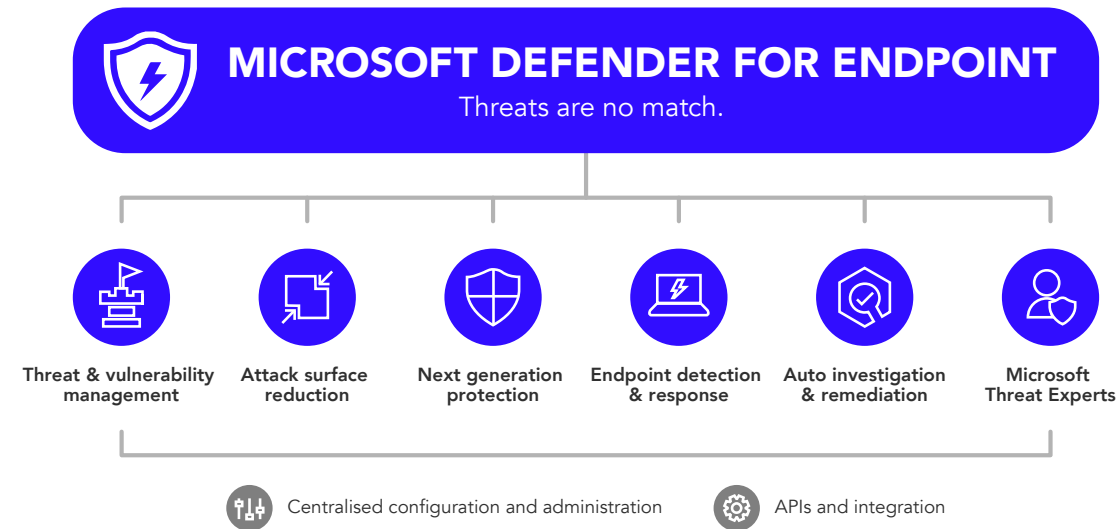 MICROSOFT DEFENDER FOR ENDPOINT
Threats are no match.
Threat & vulnerability
management
Attack surface
reduction
Next generation
protection
Endpoint detection
& response
Auto investigation
& remediation
Microsoft
Threat Experts
Centralised configuration and administration
APIs and integration